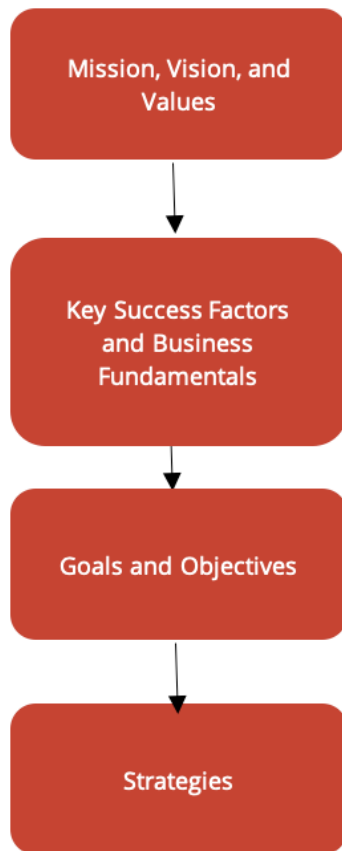 Mission, Vision, and
Values
Key Success Factors
and Business
Fundamentals
Goals and Objectives
Strategies